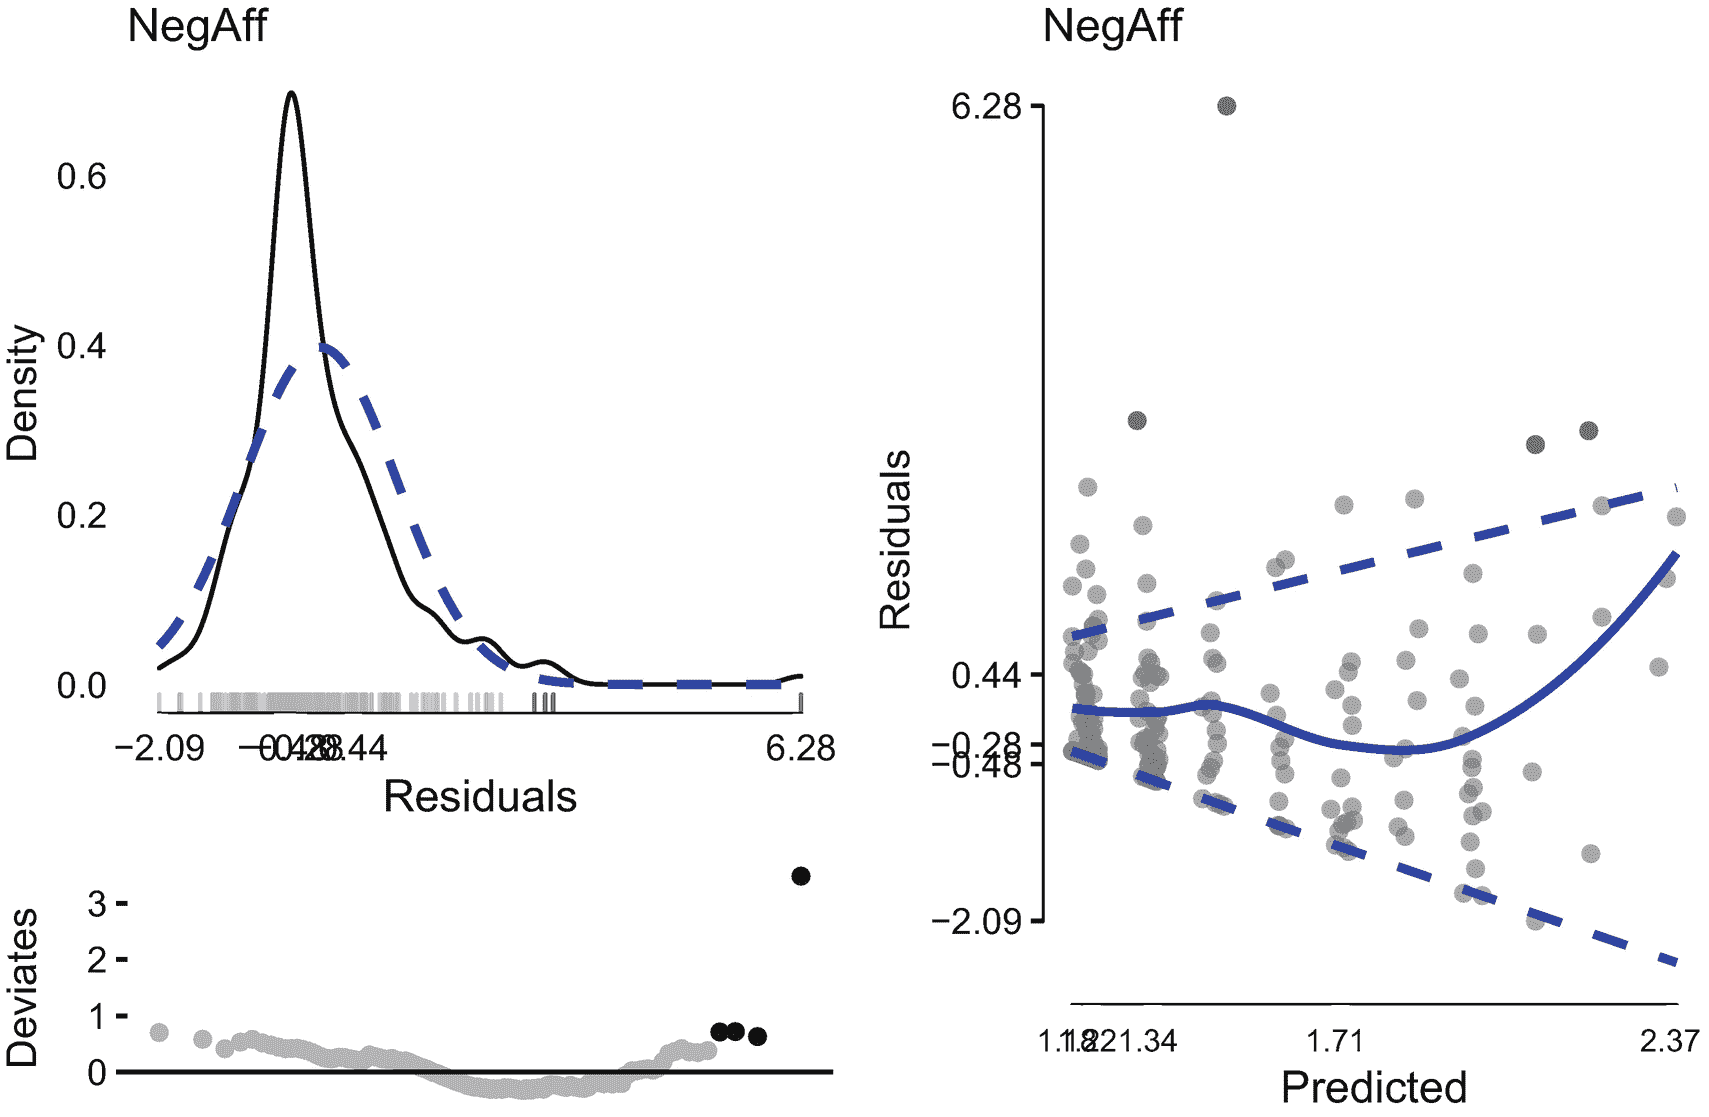 NegAff
0.6
0.4
0.2
0.0
Density
−2.09
0.44
6.28
Residuals
3
2
1
0
Deviates
NegAff
6.28
0.44
−0.28
−0.48
−2.09
Residuals
1.34
1.71
2.37
Predicted